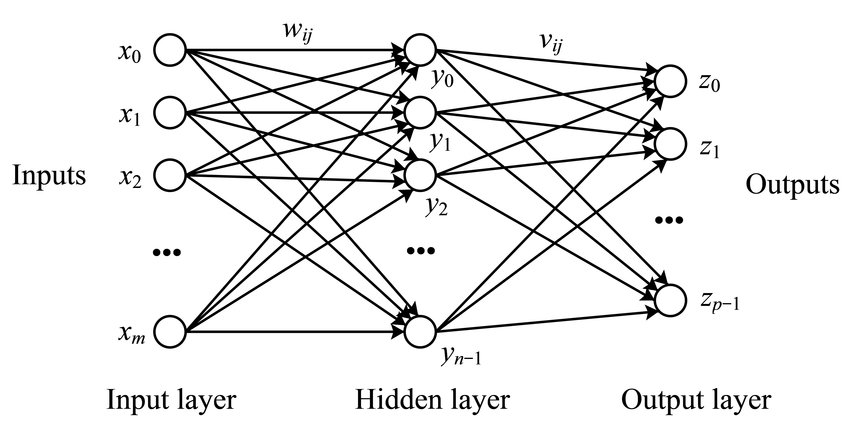 w_{ij}
v_{ij}
x_0
y_0
z_0
x_1
y_1
z_1
Inputs
x_2
y_2
Outputs
...
...
...
x_m
y_{n-1}
z_{p-1}
Input layer
Hidden layer
Output layer